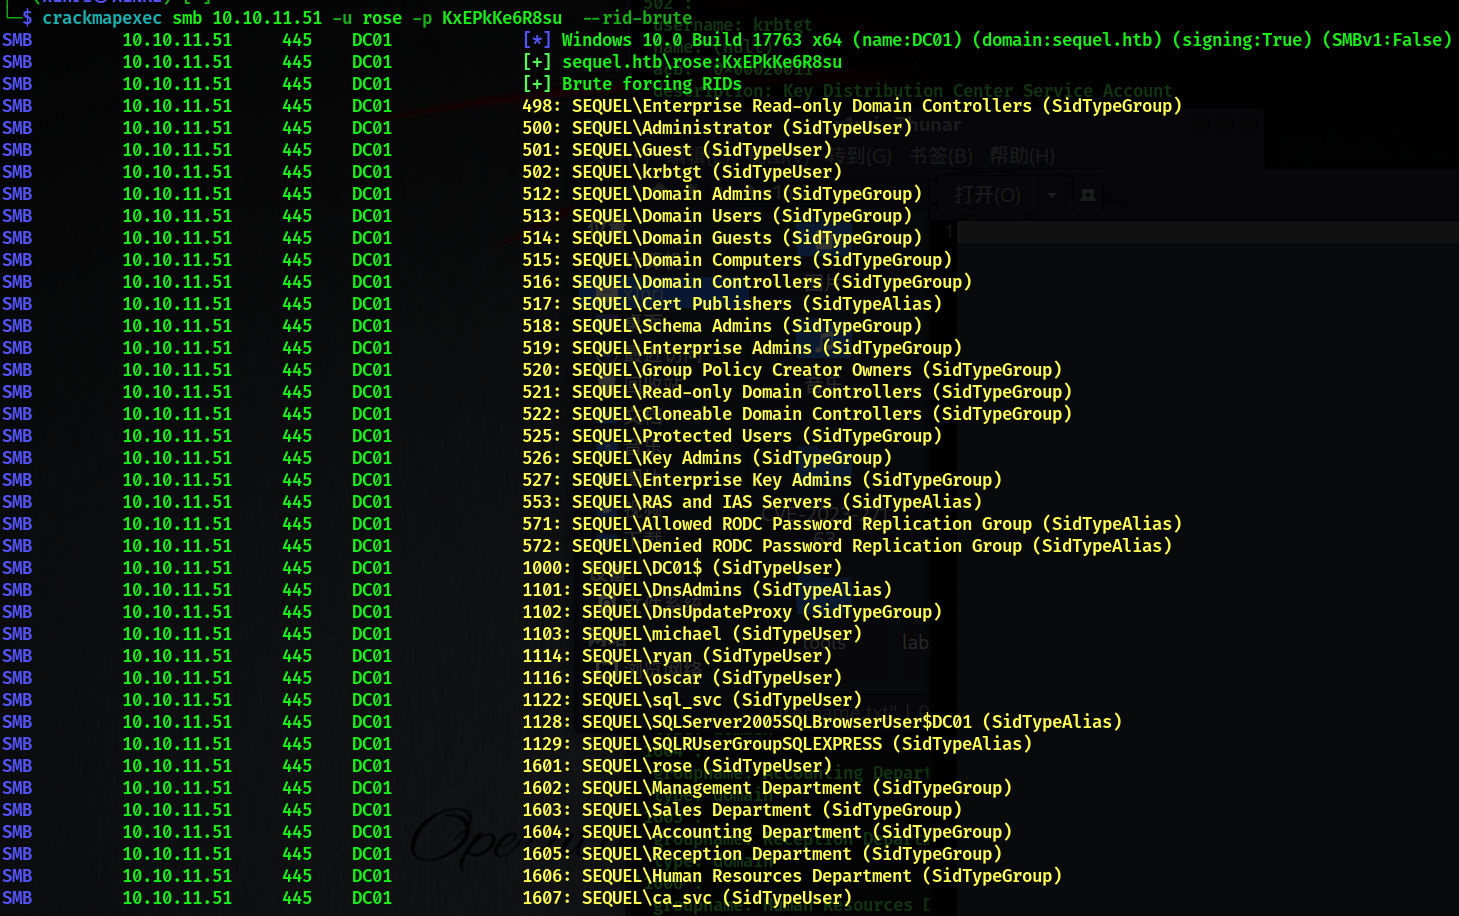 └─$ crackmapexec smb 10.10.11.51 -u rose -p KxEPkKe6R8su --rid-brute
SMB 10.10.11.51 445 DC01 [*] Windows 10.0 Build 17763 x64 (name:DC01) (domain:sequel.htb) (signing:True) (SMBv1:False)
SMB 10.10.11.51 445 DC01 [+] sequel.htb\rose:KxEPkKe6R8su
SMB 10.10.11.51 445 DC01 [+] Brute forcing RIDs
SMB 10.10.11.51 445 DC01 498: SEQUEL\Enterprise Read-only Domain Controllers (SidTypeGroup)
SMB 10.10.11.51 445 DC01 500: SEQUEL\Administrator (SidTypeUser)
SMB 10.10.11.51 445 DC01 501: SEQUEL\Guest (SidTypeUser)
SMB 10.10.11.51 445 DC01 502: SEQUEL\krbtgt (SidTypeUser)
SMB 10.10.11.51 445 DC01 512: SEQUEL\Domain Admins (SidTypeGroup)
SMB 10.10.11.51 445 DC01 513: SEQUEL\Domain Users (SidTypeGroup)
SMB 10.10.11.51 445 DC01 514: SEQUEL\Domain Guests (SidTypeGroup)
SMB 10.10.11.51 445 DC01 515: SEQUEL\Domain Computers (SidTypeGroup)
SMB 10.10.11.51 445 DC01 516: SEQUEL\Domain Controllers (SidTypeGroup)
SMB 10.10.11.51 445 DC01 517: SEQUEL\Cert Publishers (SidTypeAlias)
SMB 10.10.11.51 445 DC01 518: SEQUEL\Schema Admins (SidTypeGroup)
SMB 10.10.11.51 445 DC01 519: SEQUEL\Enterprise Admins (SidTypeGroup)
SMB 10.10.11.51 445 DC01 520: SEQUEL\Group Policy Creator Owners (SidTypeGroup)
SMB 10.10.11.51 445 DC01 521: SEQUEL\Read-only Domain Controllers (SidTypeGroup)
SMB 10.10.11.51 445 DC01 522: SEQUEL\Cloneable Domain Controllers (SidTypeGroup)
SMB 10.10.11.51 445 DC01 525: SEQUEL\Protected Users (SidTypeGroup)
SMB 10.10.11.51 445 DC01 526: SEQUEL\Key Admins (SidTypeGroup)
SMB 10.10.11.51 445 DC01 527: SEQUEL\Enterprise Key Admins (SidTypeGroup)
SMB 10.10.11.51 445 DC01 553: SEQUEL\RAS and IAS Servers (SidTypeAlias)
SMB 10.10.11.51 445 DC01 571: SEQUEL\Allowed RODC Password Replication Group (SidTypeAlias)
SMB 10.10.11.51 445 DC01 572: SEQUEL\Denied RODC Password Replication Group (SidTypeAlias)
SMB 10.10.11.51 445 DC01 1000: SEQUEL\DC01$ (SidTypeUser)
SMB 10.10.11.51 445 DC01 1101: SEQUEL\DnsAdmins (SidTypeAlias)
SMB 10.10.11.51 445 DC01 1102: SEQUEL\DnsUpdateProxy (SidTypeGroup)
SMB 10.10.11.51 445 DC01 1103: SEQUEL\michael (SidTypeUser)
SMB 10.10.11.51 445 DC01 1114: SEQUEL\ryan (SidTypeUser)
SMB 10.10.11.51 445 DC01 1116: SEQUEL\oscar (SidTypeUser)
SMB 10.10.11.51 445 DC01 1122: SEQUEL\sql_svc (SidTypeUser)
SMB 10.10.11.51 445 DC01 1128: SEQUEL\SQLServer2005SQLBrowserUser$DC01 (SidTypeAlias)
SMB 10.10.11.51 445 DC01 1129: SEQUEL\SQLRUserGroupSQLEXPRESS (SidTypeAlias)
SMB 10.10.11.51 445 DC01 1601: SEQUEL\rose (SidTypeUser)
SMB 10.10.11.51 445 DC01 1602: SEQUEL\Management Department (SidTypeGroup)
SMB 10.10.11.51 445 DC01 1603: SEQUEL\Sales Department (SidTypeGroup)
SMB 10.10.11.51 445 DC01 1604: SEQUEL\Accounting Department (SidTypeGroup)
SMB 10.10.11.51 445 DC01 1605: SEQUEL\Reception Department (SidTypeGroup)
SMB 10.10.11.51 445 DC01 1606: SEQUEL\Human Resources Department (SidTypeGroup)
SMB 10.10.11.51 445 DC01 1607: SEQUEL\ca_svc (SidTypeUser)